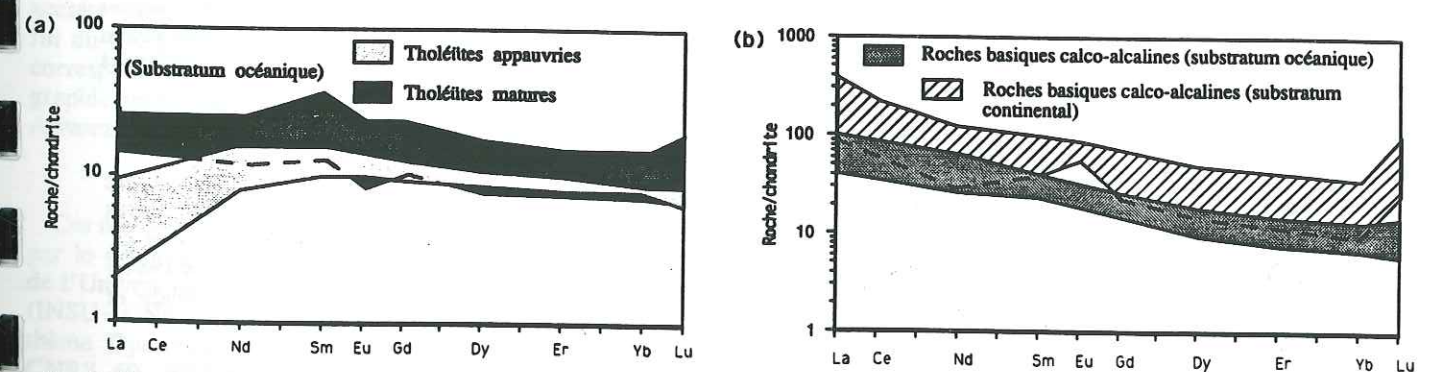 (a)
100
(Substratum océanique)
Tholéiites appauvries
Tholéiites matures
Roche/chondrite
10
1
La Ce Nd Sm Eu Gd Dy Er Yb Lu
(b)
1000
Roches basiques calco-alcalines (substratum océanique)
Roches basiques calco-alcalines (substratum
continental)
100
Roche/chondrite
10
1
La Ce Nd Sm Eu Gd Dy Er Yb Lu